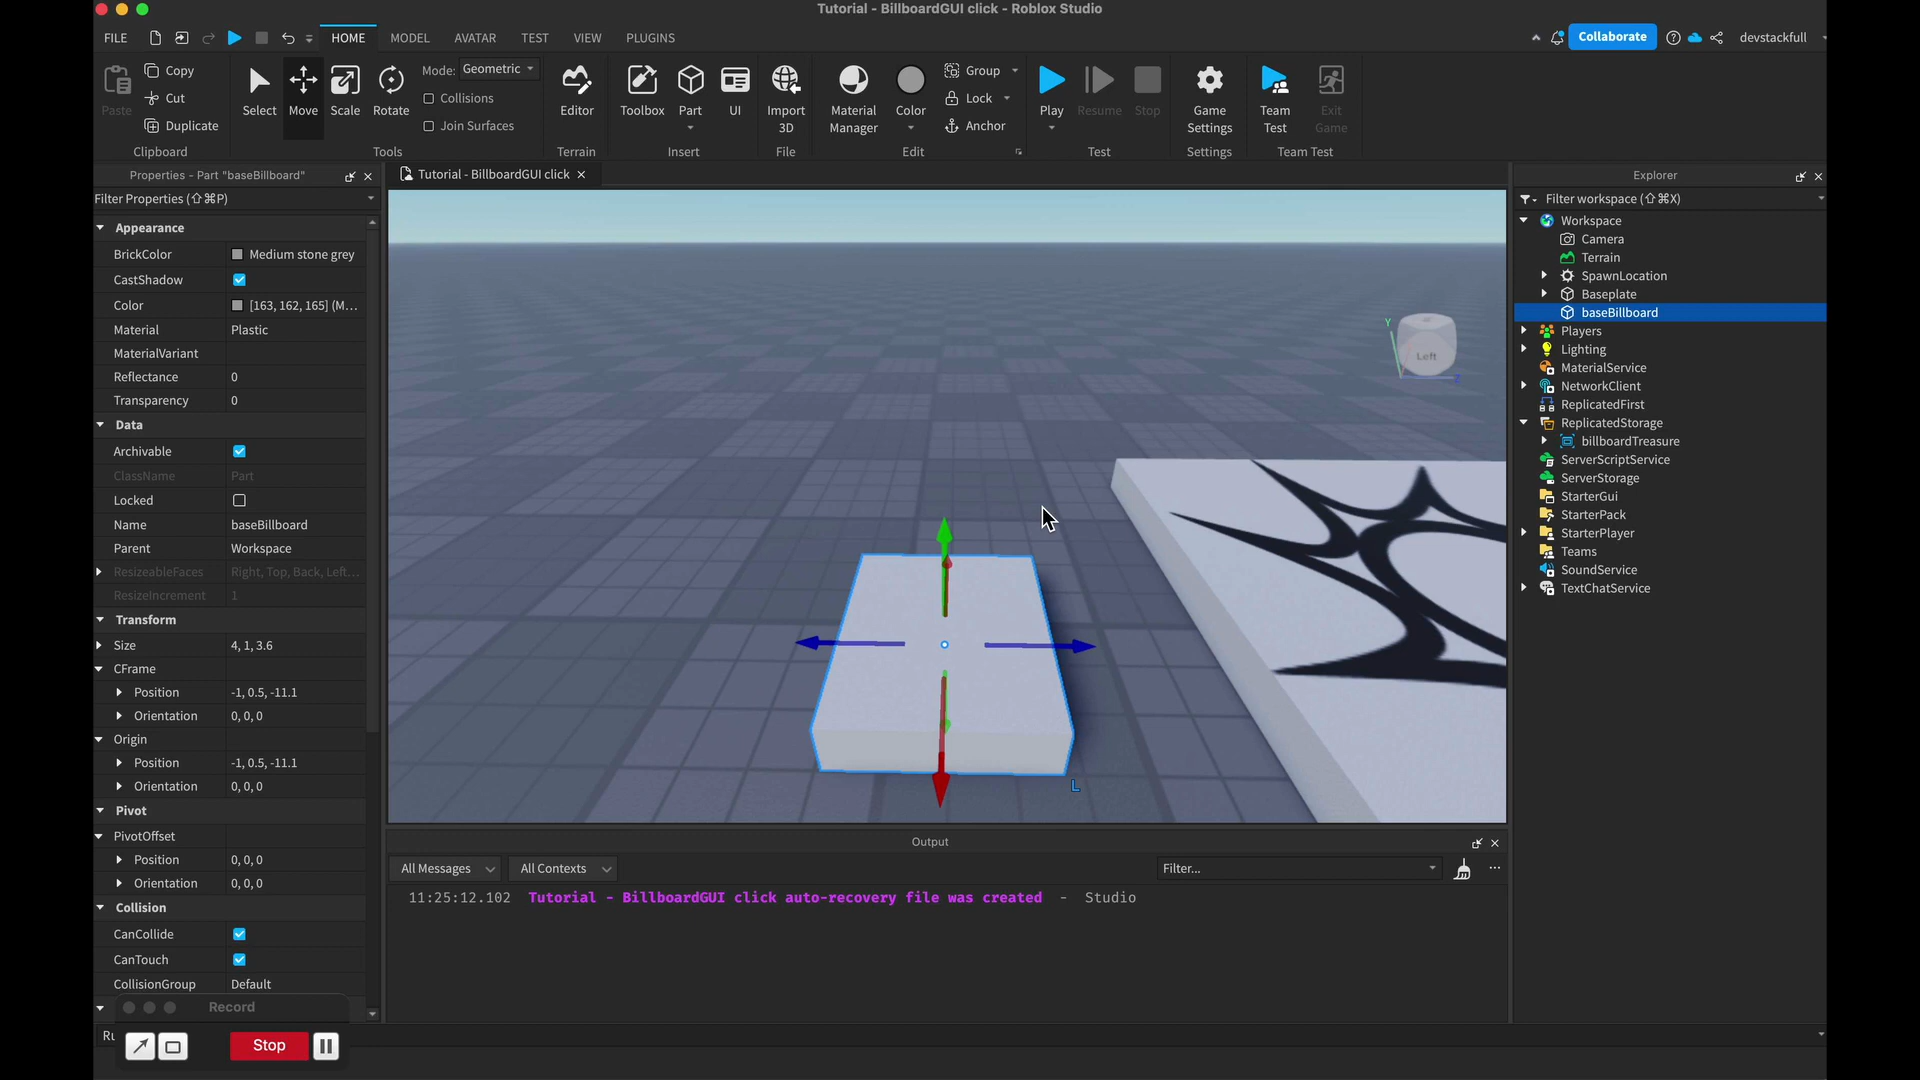 Tutorial - BillboardGUI click - Roblox Studio
FILE
HOME
MODEL
AVATAR
TEST
VIEW
PLUGINS
Collaborate
devstackfull
Paste
Copy
Cut
Duplicate
Clipboard
Select
Move
Scale
Rotate
Mode: Geometric
Collisions
Join Surfaces
Tools
Editor
Terrain
Toolbox
Part
UI
Insert
Import
3D
File
Material
Manager
Color
Group
Lock
Anchor
Edit
Play
Resume
Stop
Test
Game
Settings
Settings
Team
Test
Exit
Game
Team Test
Properties - Part "baseBillboard"
Filter Properties (⇧⌘P)
Appearance
BrickColor Medium stone grey
CastShadow
Color [163, 162, 165] (M...
Material Plastic
MaterialVariant
Reflectance 0
Transparency 0
Data
Archivable
ClassName Part
Locked
Name baseBillboard
Parent Workspace
ResizeableFaces Right, Top, Back, Left...
ResizeIncrement 1
Transform
Size 4, 1, 3.6
CFrame
Position -1, 0.5, -11.1
Orientation 0, 0, 0
Origin
Position -1, 0.5, -11.1
Orientation 0, 0, 0
Pivot
PivotOffset
Position 0, 0, 0
Orientation 0, 0, 0
Collision
CanCollide
CanTouch
CollisionGroup Default
Record
Stop
Tutorial - BillboardGUI click
Y
Left
Z
L
Output
All Messages
All Contexts
Filter...
11:25:12.102 Tutorial - BillboardGUI click auto-recovery file was created - Studio
Explorer
Filter workspace (⇧⌘X)
Workspace
Camera
Terrain
SpawnLocation
Baseplate
baseBillboard
Players
Lighting
MaterialService
NetworkClient
ReplicatedFirst
ReplicatedStorage
billboardTreasure
ServerScriptService
ServerStorage
StarterGui
StarterPack
StarterPlayer
Teams
SoundService
TextChatService